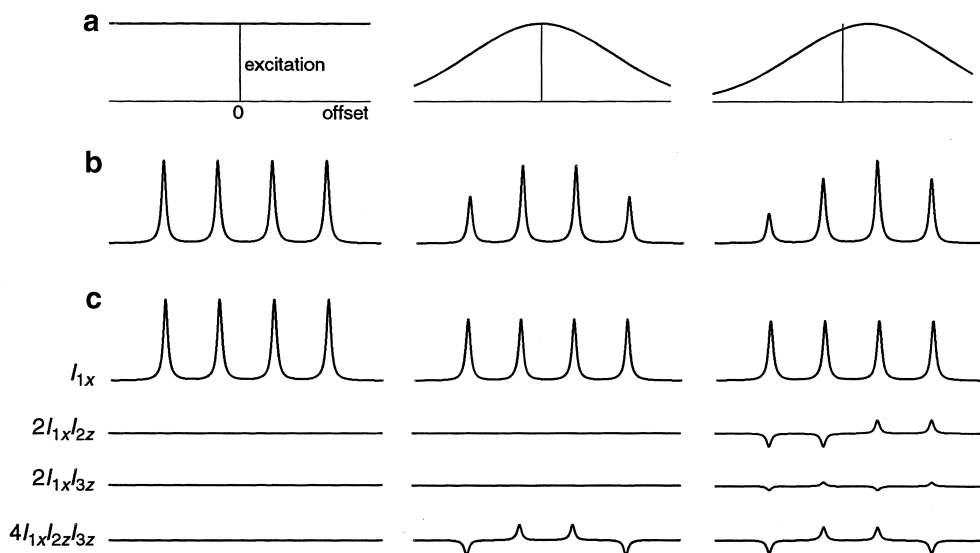 a
excitation
0
offset
b
c
I1x
2I1xI2z
2I1xI3z
4I1xI2zI3z